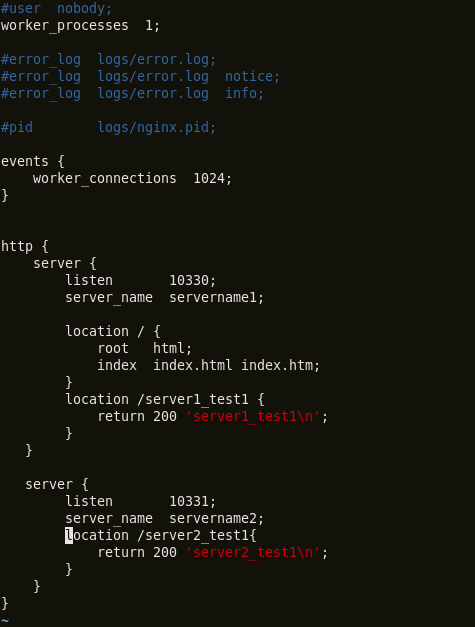 #user  nobody;
worker_processes  1;

#error_log  logs/error.log;
#error_log  logs/error.log  notice;
#error_log  logs/error.log  info;

#pid        logs/nginx.pid;

events {
    worker_connections  1024;
}


http {
    server {
        listen       10330;
        server_name  servername1;

        location / {
            root   html;
            index  index.html index.htm;
        }
        location /server1_test1 {
            return 200 'server1_test1\n';
        }
   }

   server {
        listen       10331;
        server_name  servername2;
        location /server2_test1{
            return 200 'server2_test1\n';
        }
    }
}
~